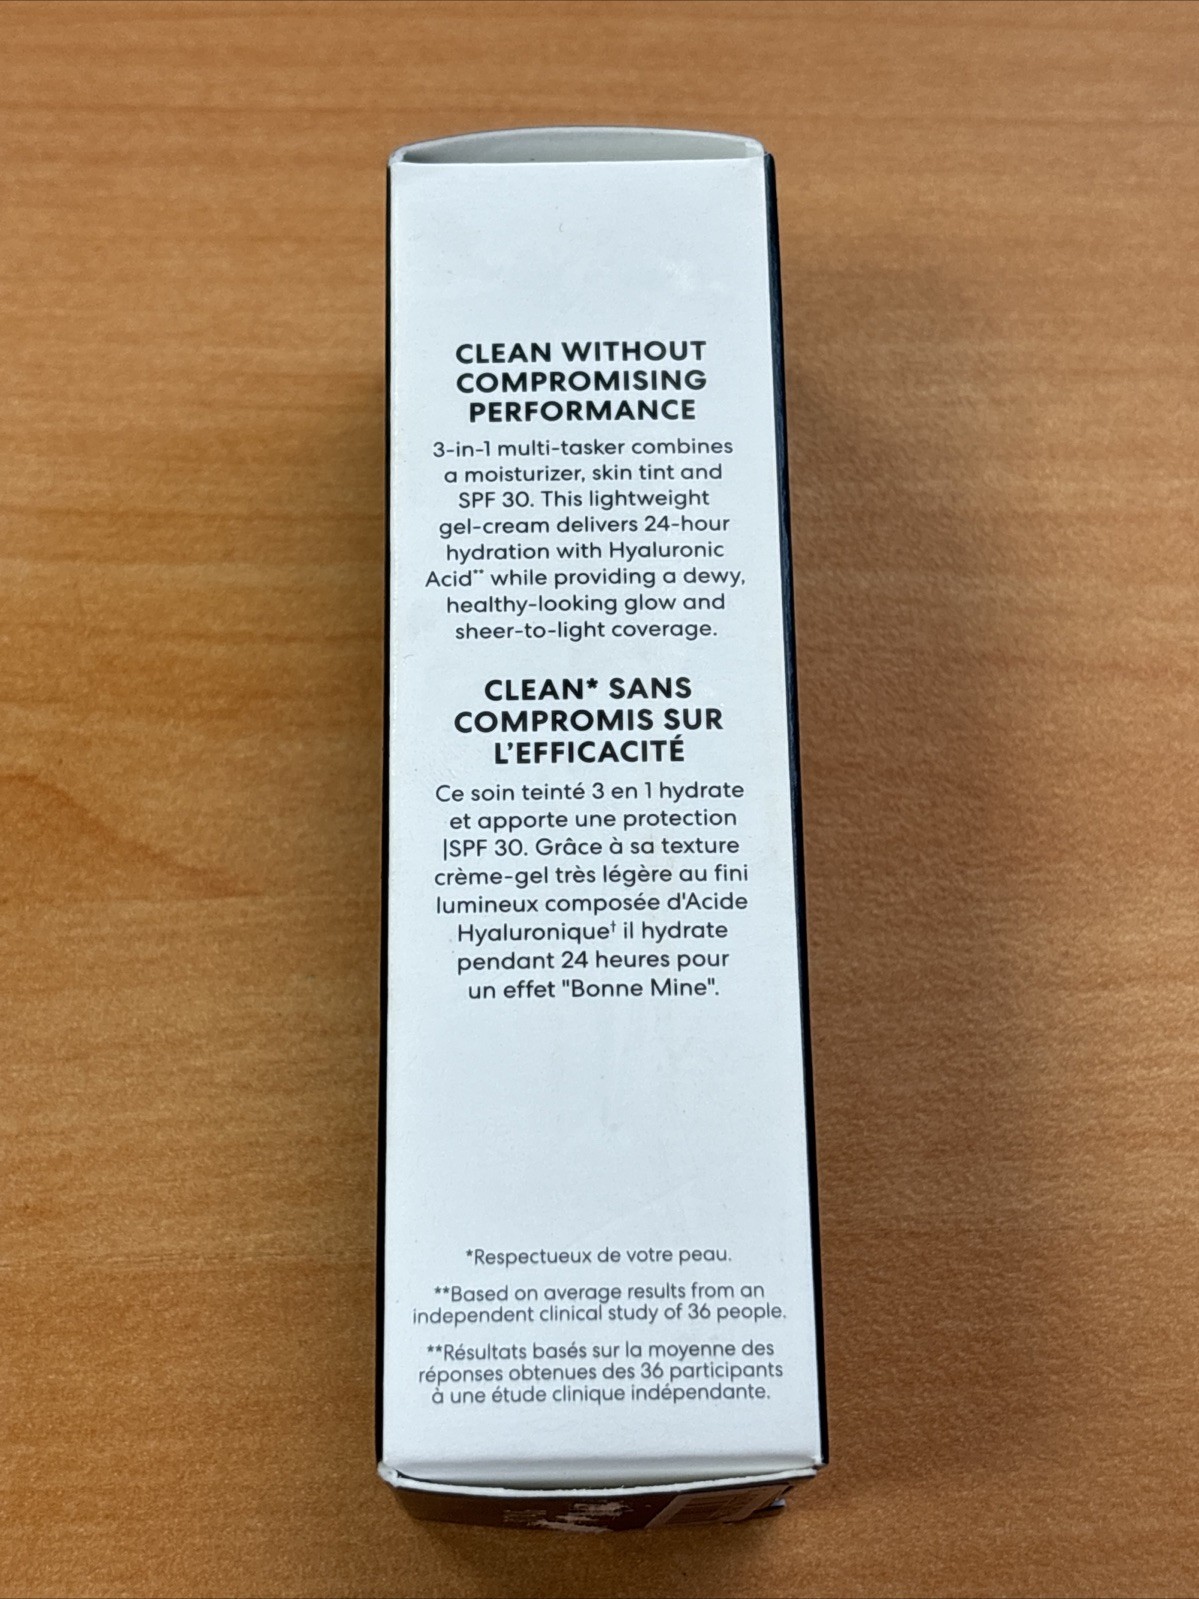 CLEAN WITHOUT
COMPROMISING
PERFORMANCE
3-in-1 multi-tasker combines
a moisturizer, skin tint and
SPF 30. This lightweight
gel-cream delivers 24-hour
hydration with Hyaluronic
Acid** while providing a dewy,
healthy-looking glow and
sheer-to-light coverage.
CLEAN* SANS
COMPROMIS SUR
L'EFFICACITÉ
Ce soin teinté 3 en 1 hydrate
et apporte une protection
|SPF 30. Grâce à sa texture
crème-gel très légère au fini
lumineux composée d'Acide
Hyaluronique† il hydrate
pendant 24 heures pour
un effet "Bonne Mine".
*Respectueux de votre peau.
**Based on average results from an
independent clinical study of 36 people.
**Résultats basés sur la moyenne des
réponses obtenues des 36 participants
à une étude clinique indépendante.